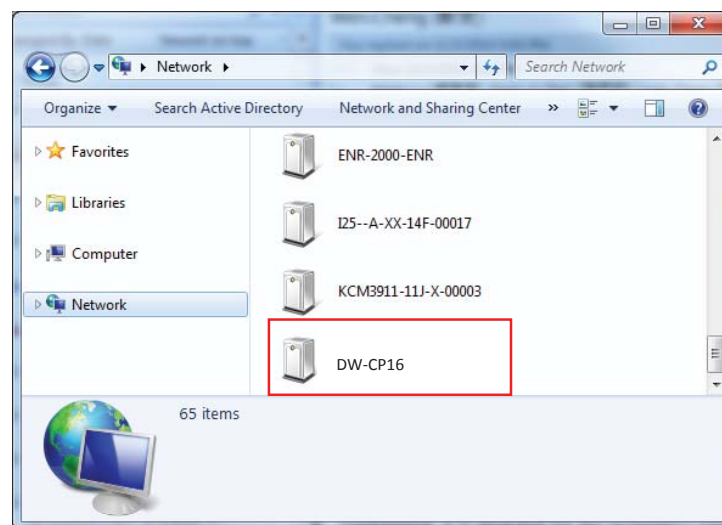 Network
Search Network
Organize
Search Active Directory
Network and Sharing Center
»
Favorites
Libraries
Computer
Network
ENR-2000-ENR
I25--A-XX-14F-00017
KCM3911-11J-X-00003
DW-CP16
65 items